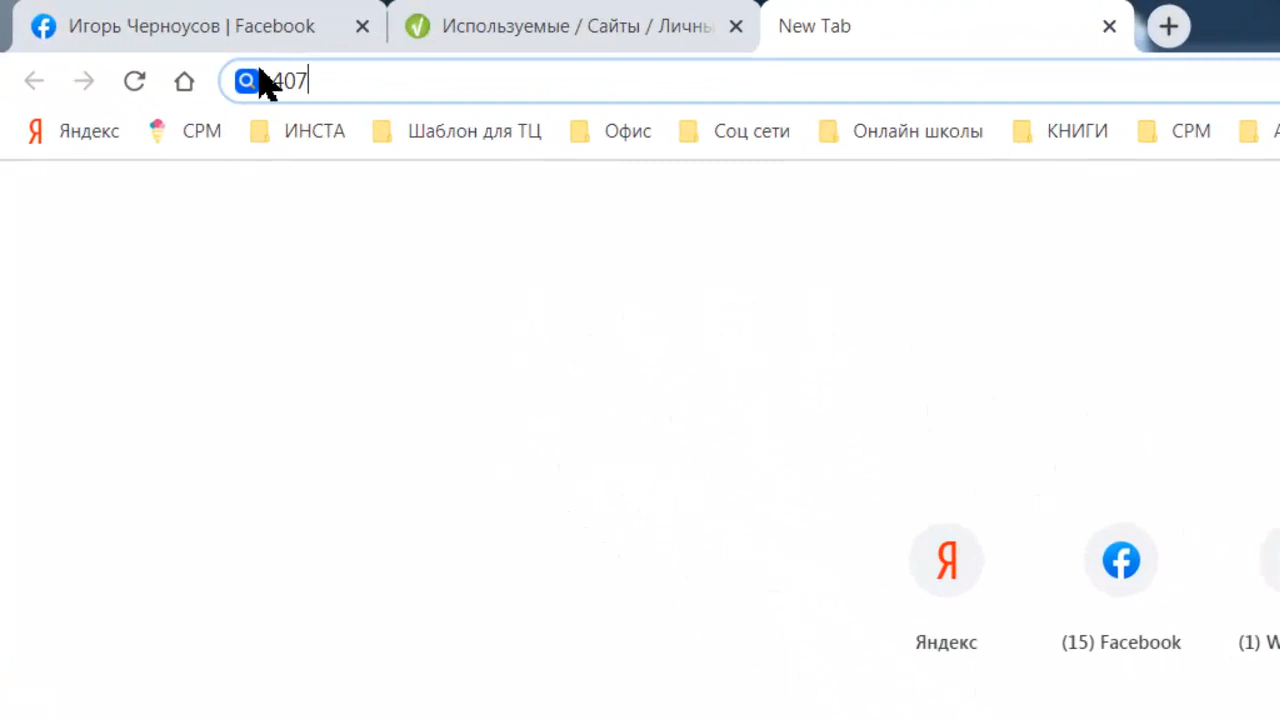 Игорь Черноусов | Facebook Используемые / Сайты / Личны New Tab
407
Яндекс СРМ ИНСТА Шаблон для ТЦ Офис Соц сети Онлайн школы КНИГИ СРМ
Я Яндекс
(15) Facebook
(1) W